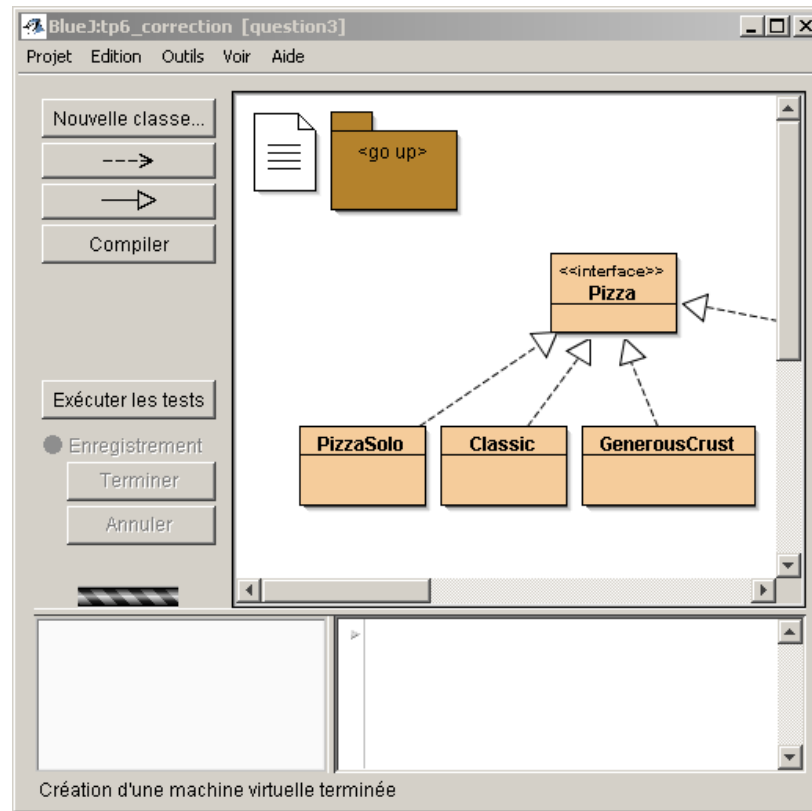 BlueJ:tp6_correction [question3]
Projet Edition Outils Voir Aide
Nouvelle classe...
Compiler
Exécuter les tests
Enregistrement
Terminer
Annuler
<go up>
<<interface>>
Pizza
PizzaSolo Classic GenerousCrust
Création d'une machine virtuelle terminée